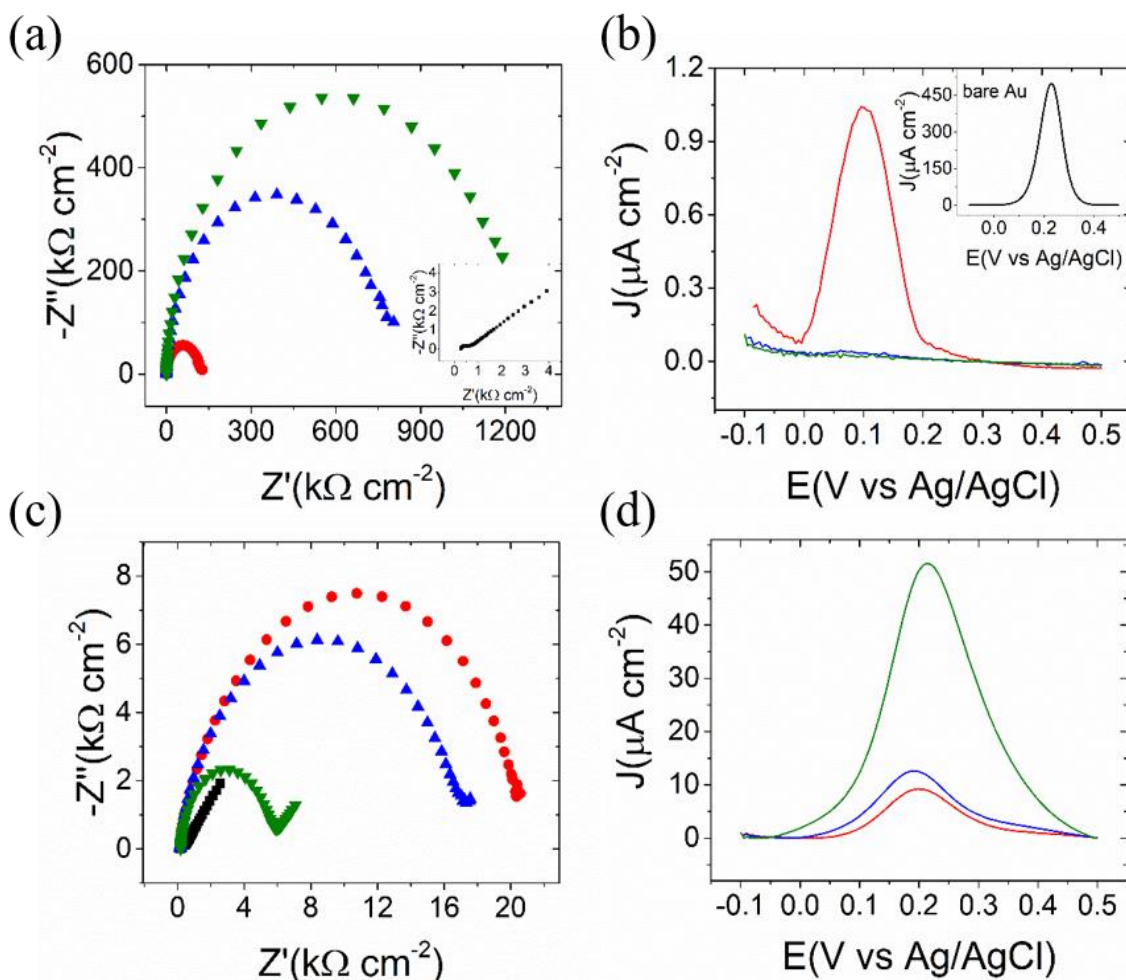 (a)
600
400
200
0
-Z"(kΩ cm-2)
0 300 600 900 1200
Z'(kΩ cm-2)
4
3
2
1
0
-Z"(kΩ cm-2)
0 1 2 3 4
Z'(kΩ cm-2)
(b)
1.2
0.9
0.6
0.3
0.0
J(μA cm-2)
-0.1 0.0 0.1 0.2 0.3 0.4 0.5
E(V vs Ag/AgCl)
bare Au
450
300
150
0
J(μA cm-2)
0.0 0.2 0.4
E(V vs Ag/AgCl)
(c)
8
6
4
2
0
-Z"(kΩ cm-2)
0 4 8 12 16 20
Z'(kΩ cm-2)
(d)
50
40
30
20
10
0
J(μA cm-2)
-0.1 0.0 0.1 0.2 0.3 0.4 0.5
E(V vs Ag/AgCl)